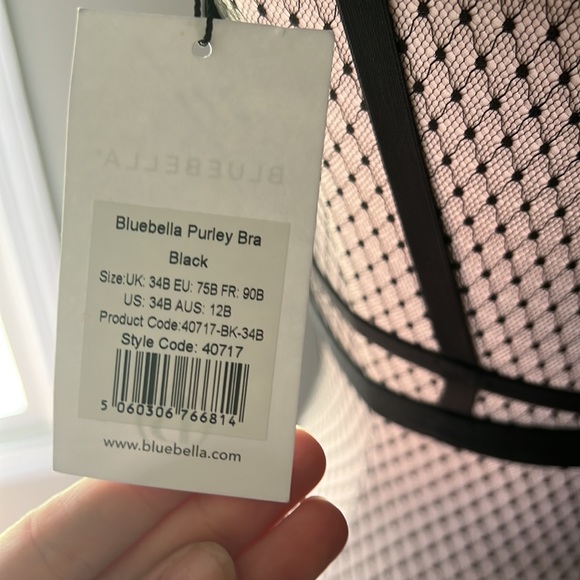 BLUEBELLA
Bluebella Purley Bra
Black
Size:UK: 34B EU: 75B FR: 90B
US: 34B AUS: 12B
Product Code:40717-BK-34B
Style Code: 40717
5 060306 766814
www.bluebella.com